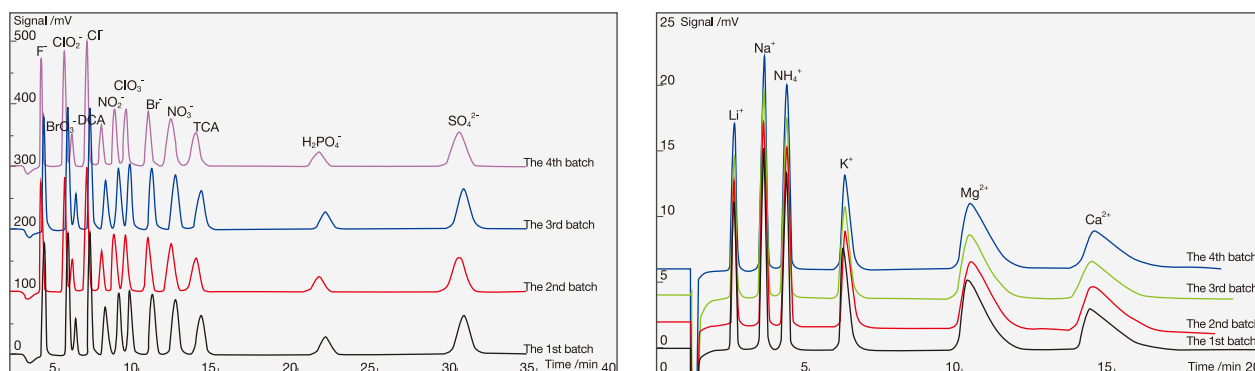 Signal /mV
500
400
300
200
100
0
F⁻
ClO₂⁻
Cl⁻
BrO₃⁻
DCA
NO₂⁻
ClO₃⁻
Br⁻
NO₃⁻
TCA
H₂PO₄⁻
SO₄²⁻
The 4th batch
The 3rd batch
The 2nd batch
The 1st batch
5
10
15
20
25
30
35
40
Time /min
25
Signal /mV
20
15
10
5
0
Li⁺
Na⁺
NH₄⁺
K⁺
Mg²⁺
Ca²⁺
The 4th batch
The 3rd batch
The 2nd batch
The 1st batch
5
10
15
20
Time /min